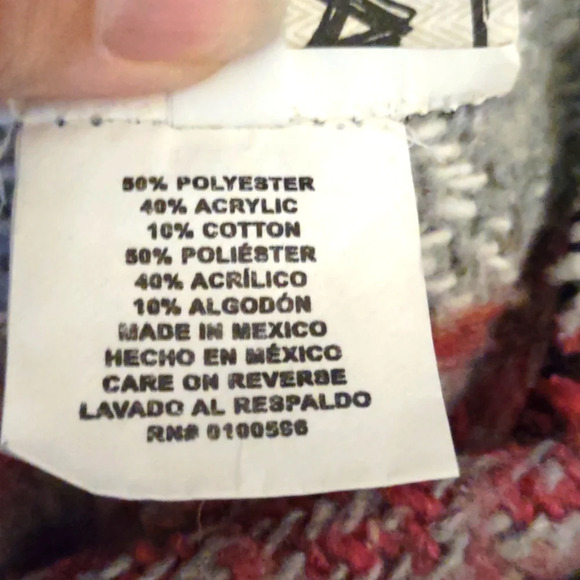 50% POLYESTER
40% ACRYLIC
10% COTTON
50% POLIÉSTER
40% ACRÍLICO
10% ALGODÓN
MADE IN MEXICO
HECHO EN MÉXICO
CARE ON REVERSE
LAVADO AL RESPALDO
RN# 0100596